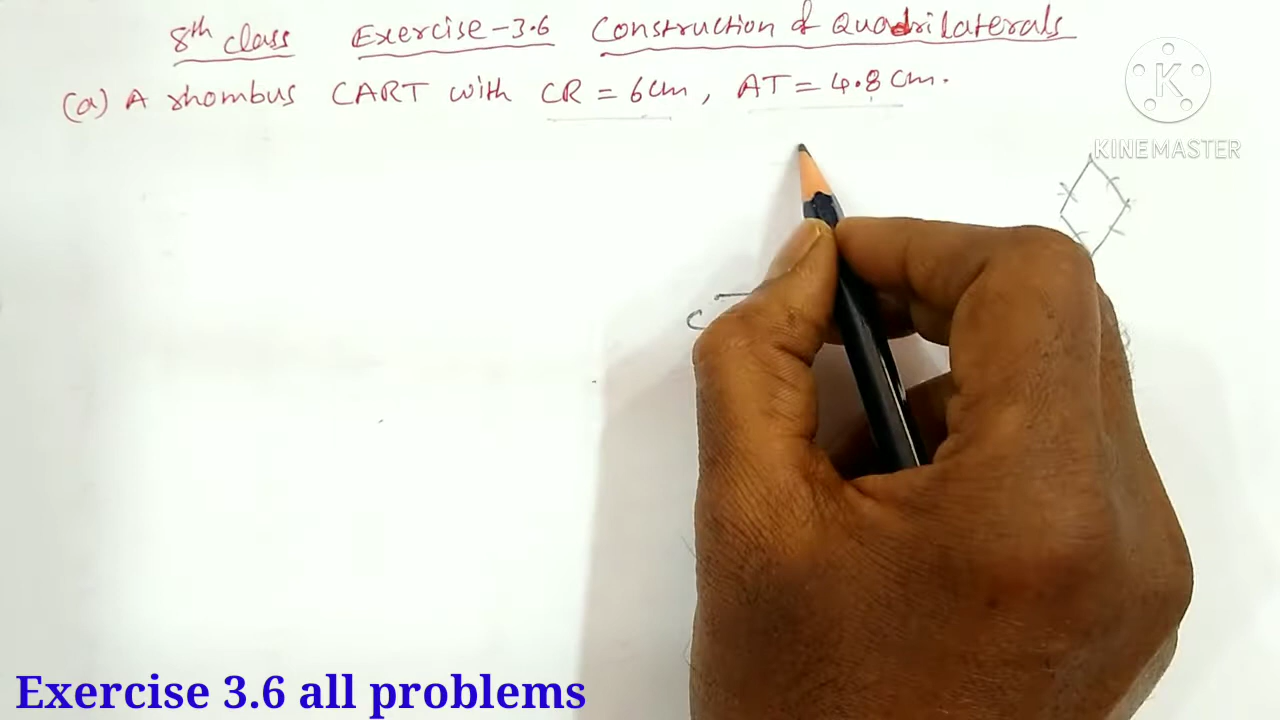 8th class Exercise-3.6 Construction of Quadrilaterals
(a) A rhombus CART with CR = 6cm, AT = 4.8 cm.
K
KINEMASTER
C
Exercise 3.6 all problems